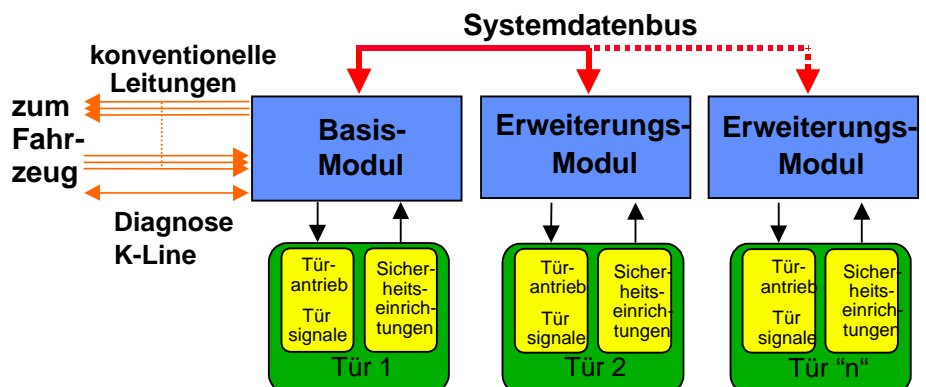 Systemdatenbus
konventionelle
Leitungen
zum
Fahr-
zeug
Diagnose
K-Line
Basis-
Modul
Erweiterungs-
Modul
Erweiterungs-
Modul
Tür-
antrieb
Tür
signale
Sicher-
heits-
einrich-
tungen
Tür 1
Tür-
antrieb
Tür
signale
Sicher-
heits-
einrich-
tungen
Tür 2
Tür-
antrieb
Tür
signale
Sicher-
heits-
einrich-
tungen
Tür “n“